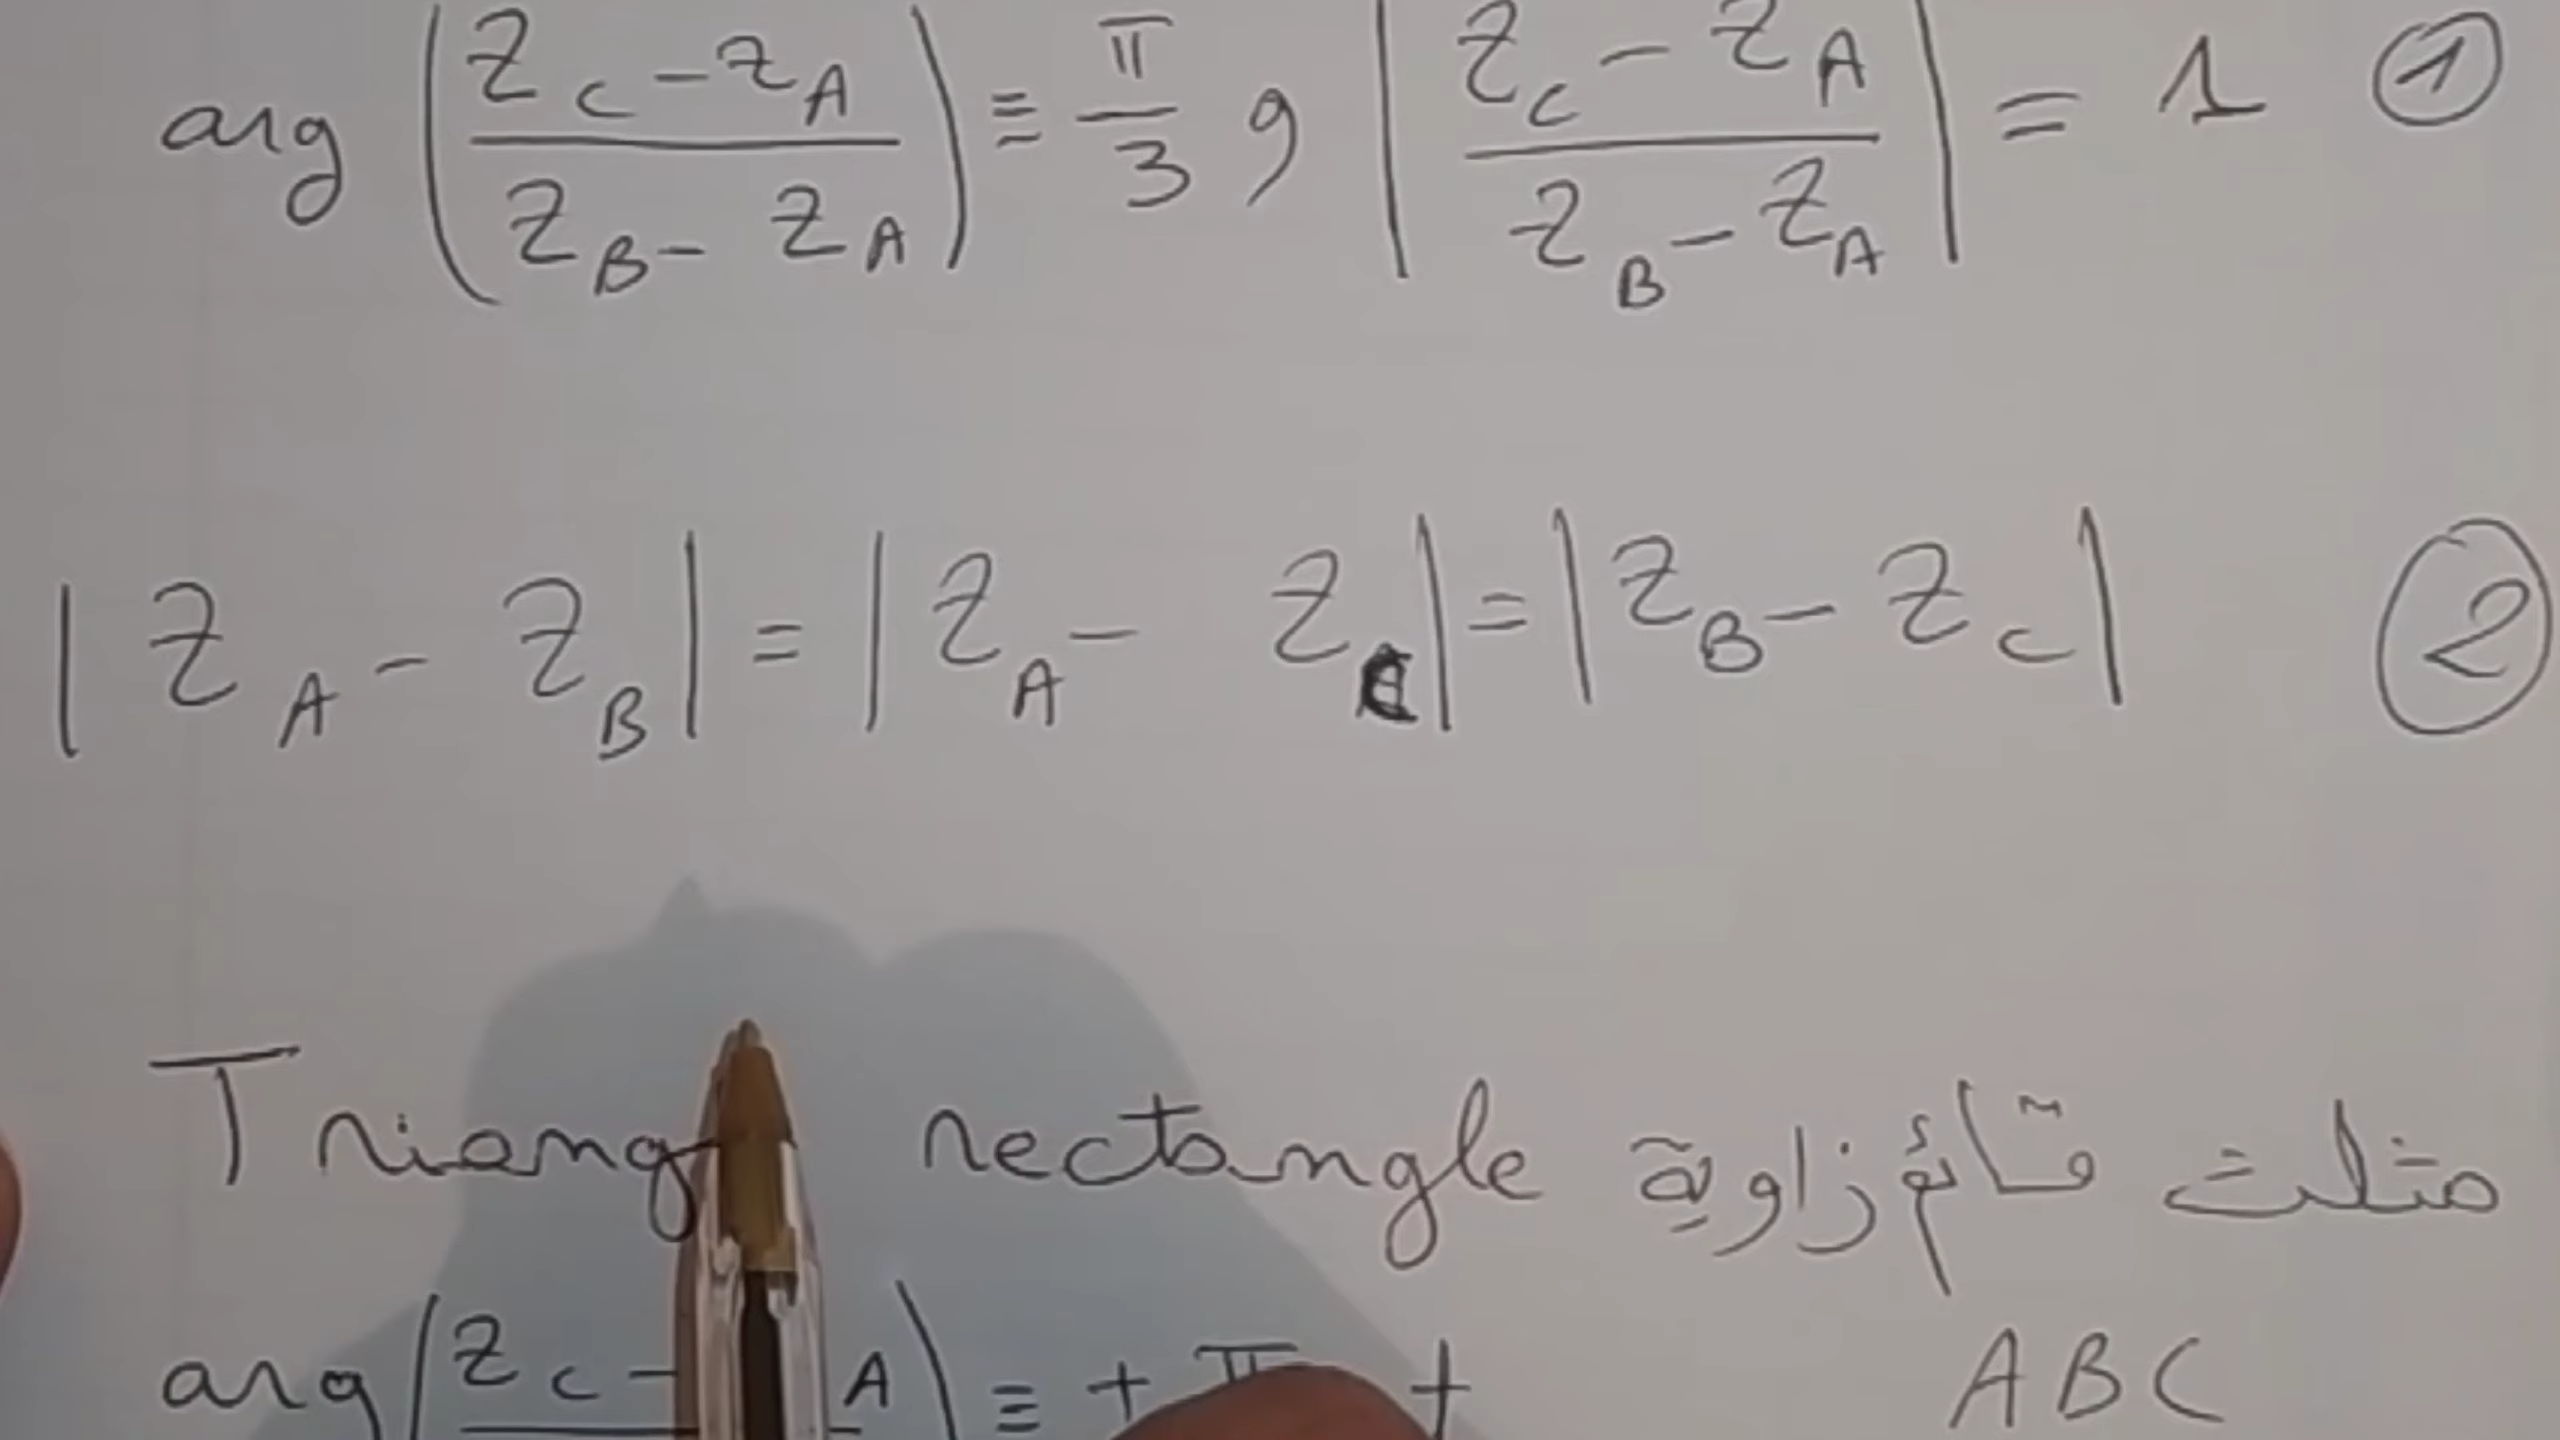 arg (Z_C - Z_A / Z_B - Z_A) ≡ π/3 و |Z_C - Z_A / Z_B - Z_A| = 1 ①
|Z_A - Z_B| = |Z_A - Z_C| = |Z_B - Z_C| ②
rectangle مثلث قائم زاوية
arg (Z_C - A) ≡ + π +
ABC